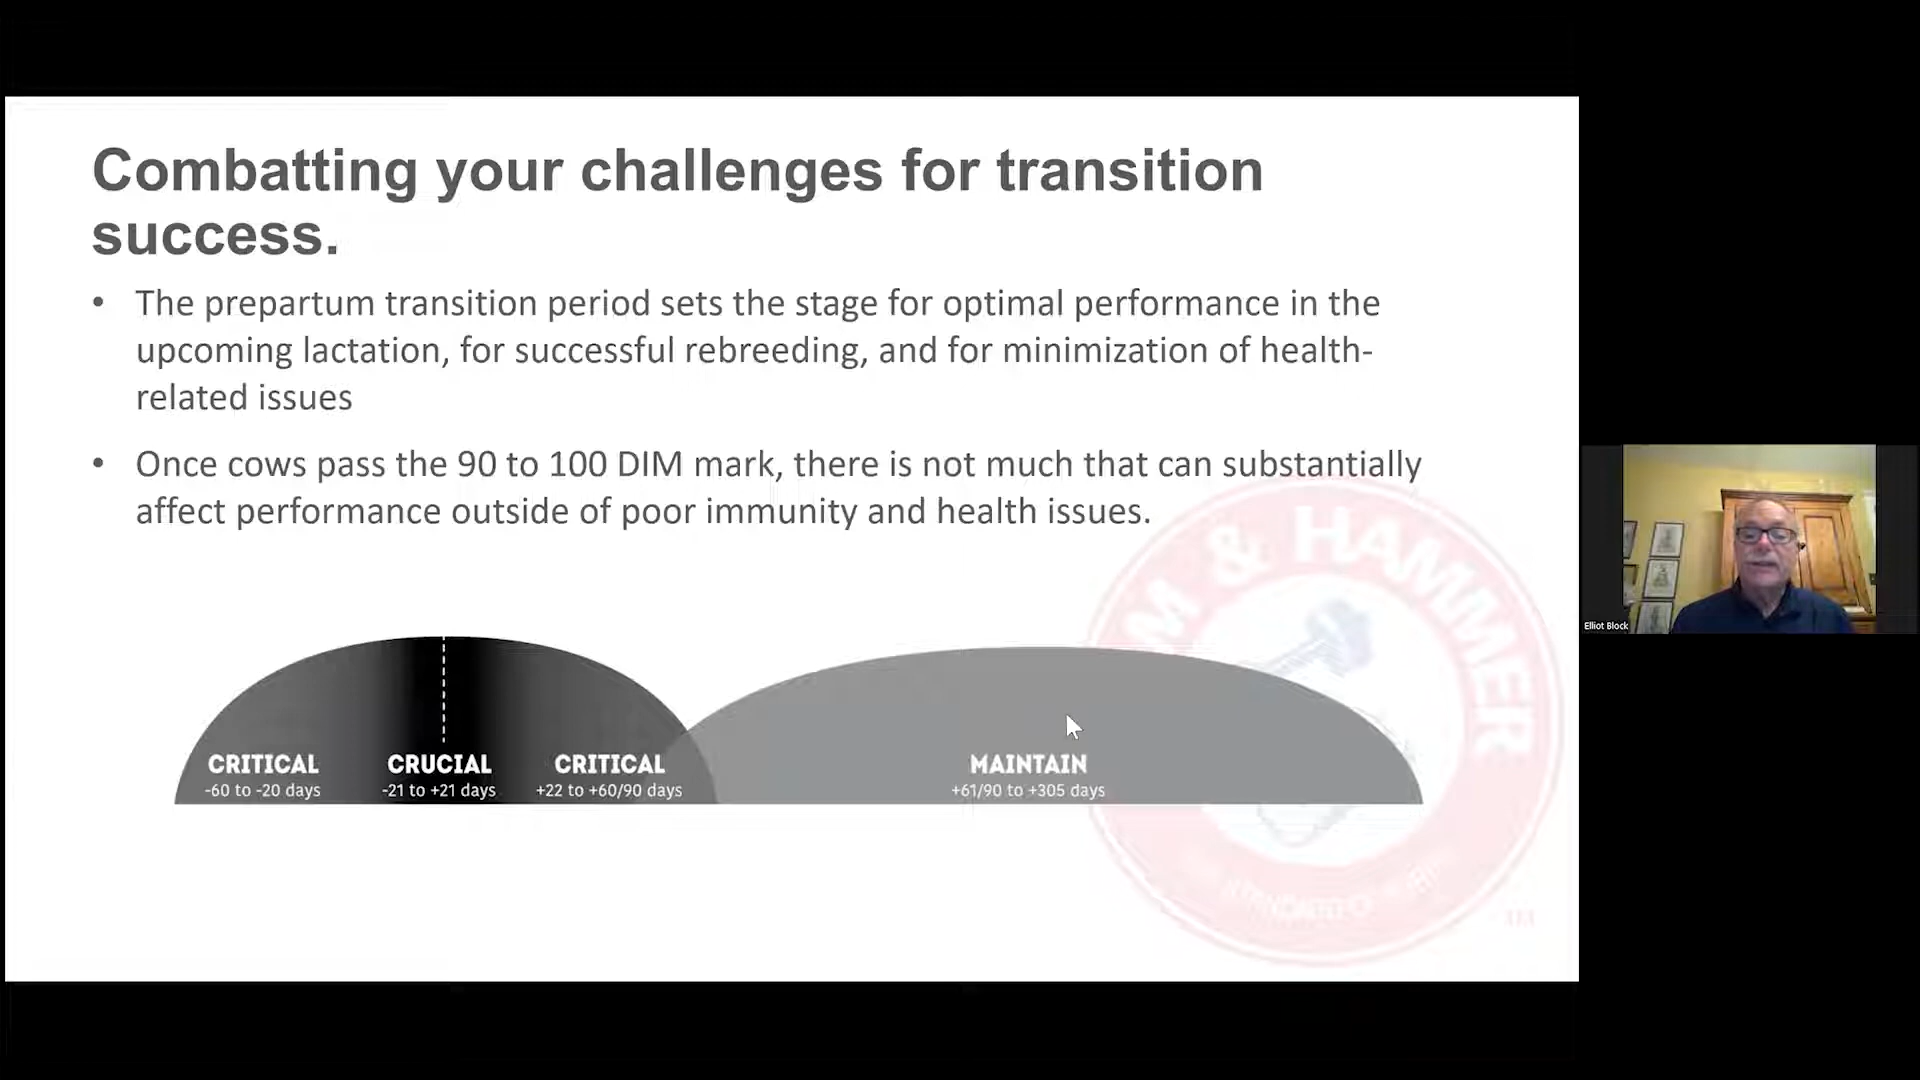 Combatting your challenges for transition
success.
• The prepartum transition period sets the stage for optimal performance in the
upcoming lactation, for successful rebreeding, and for minimization of health-
related issues
• Once cows pass the 90 to 100 DIM mark, there is not much that can substantially
affect performance outside of poor immunity and health issues.
M & HAMMER
CRITICAL
-60 to -20 days
CRUCIAL
-21 to +21 days
CRITICAL
+22 to +60/90 days
MAINTAIN
+61/90 to +305 days
Elliot Block